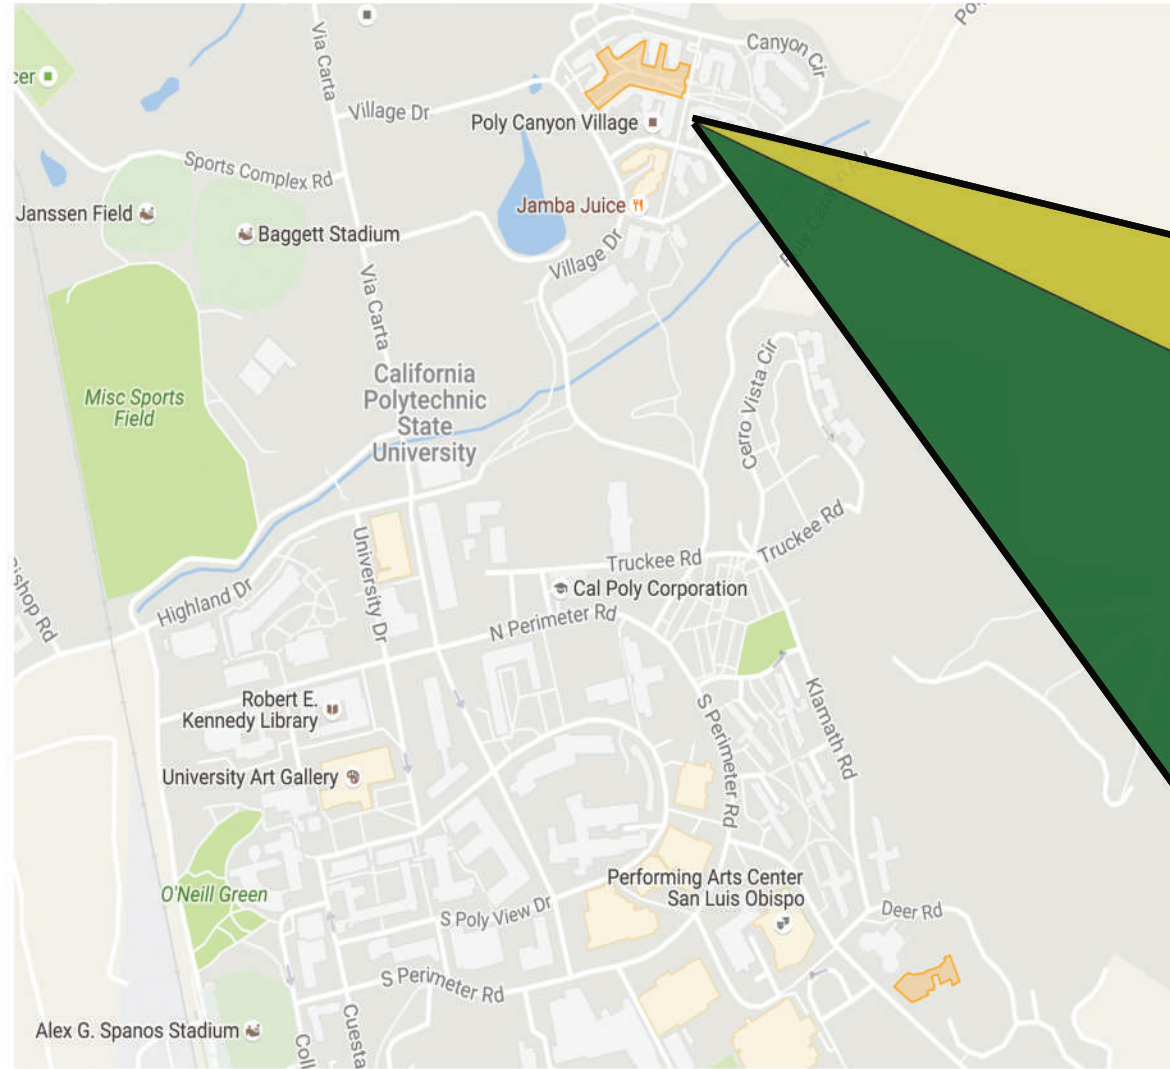 Canyon Cir
Via Carta
cer
Village Dr
Poly Canyon Village
Sports Complex Rd
Poly Canyon Rd
Jamba Juice
Janssen Field
Baggett Stadium
Village Dr
Via Carta
California
Polytechnic
State
University
Misc Sports
Field
Cerro Vista Cir
Truckee Rd
University Dr
Truckee Rd
Cal Poly Corporation
Bishop Rd
Highland Dr
N Perimeter Rd
Robert E.
Kennedy Library
S Perimeter Rd
Klamath Rd
University Art Gallery
Performing Arts Center
San Luis Obispo
O'Neill Green
S Poly View Dr
Deer Rd
S Perimeter Rd
Alex G. Spanos Stadium
Coll
Cuesta